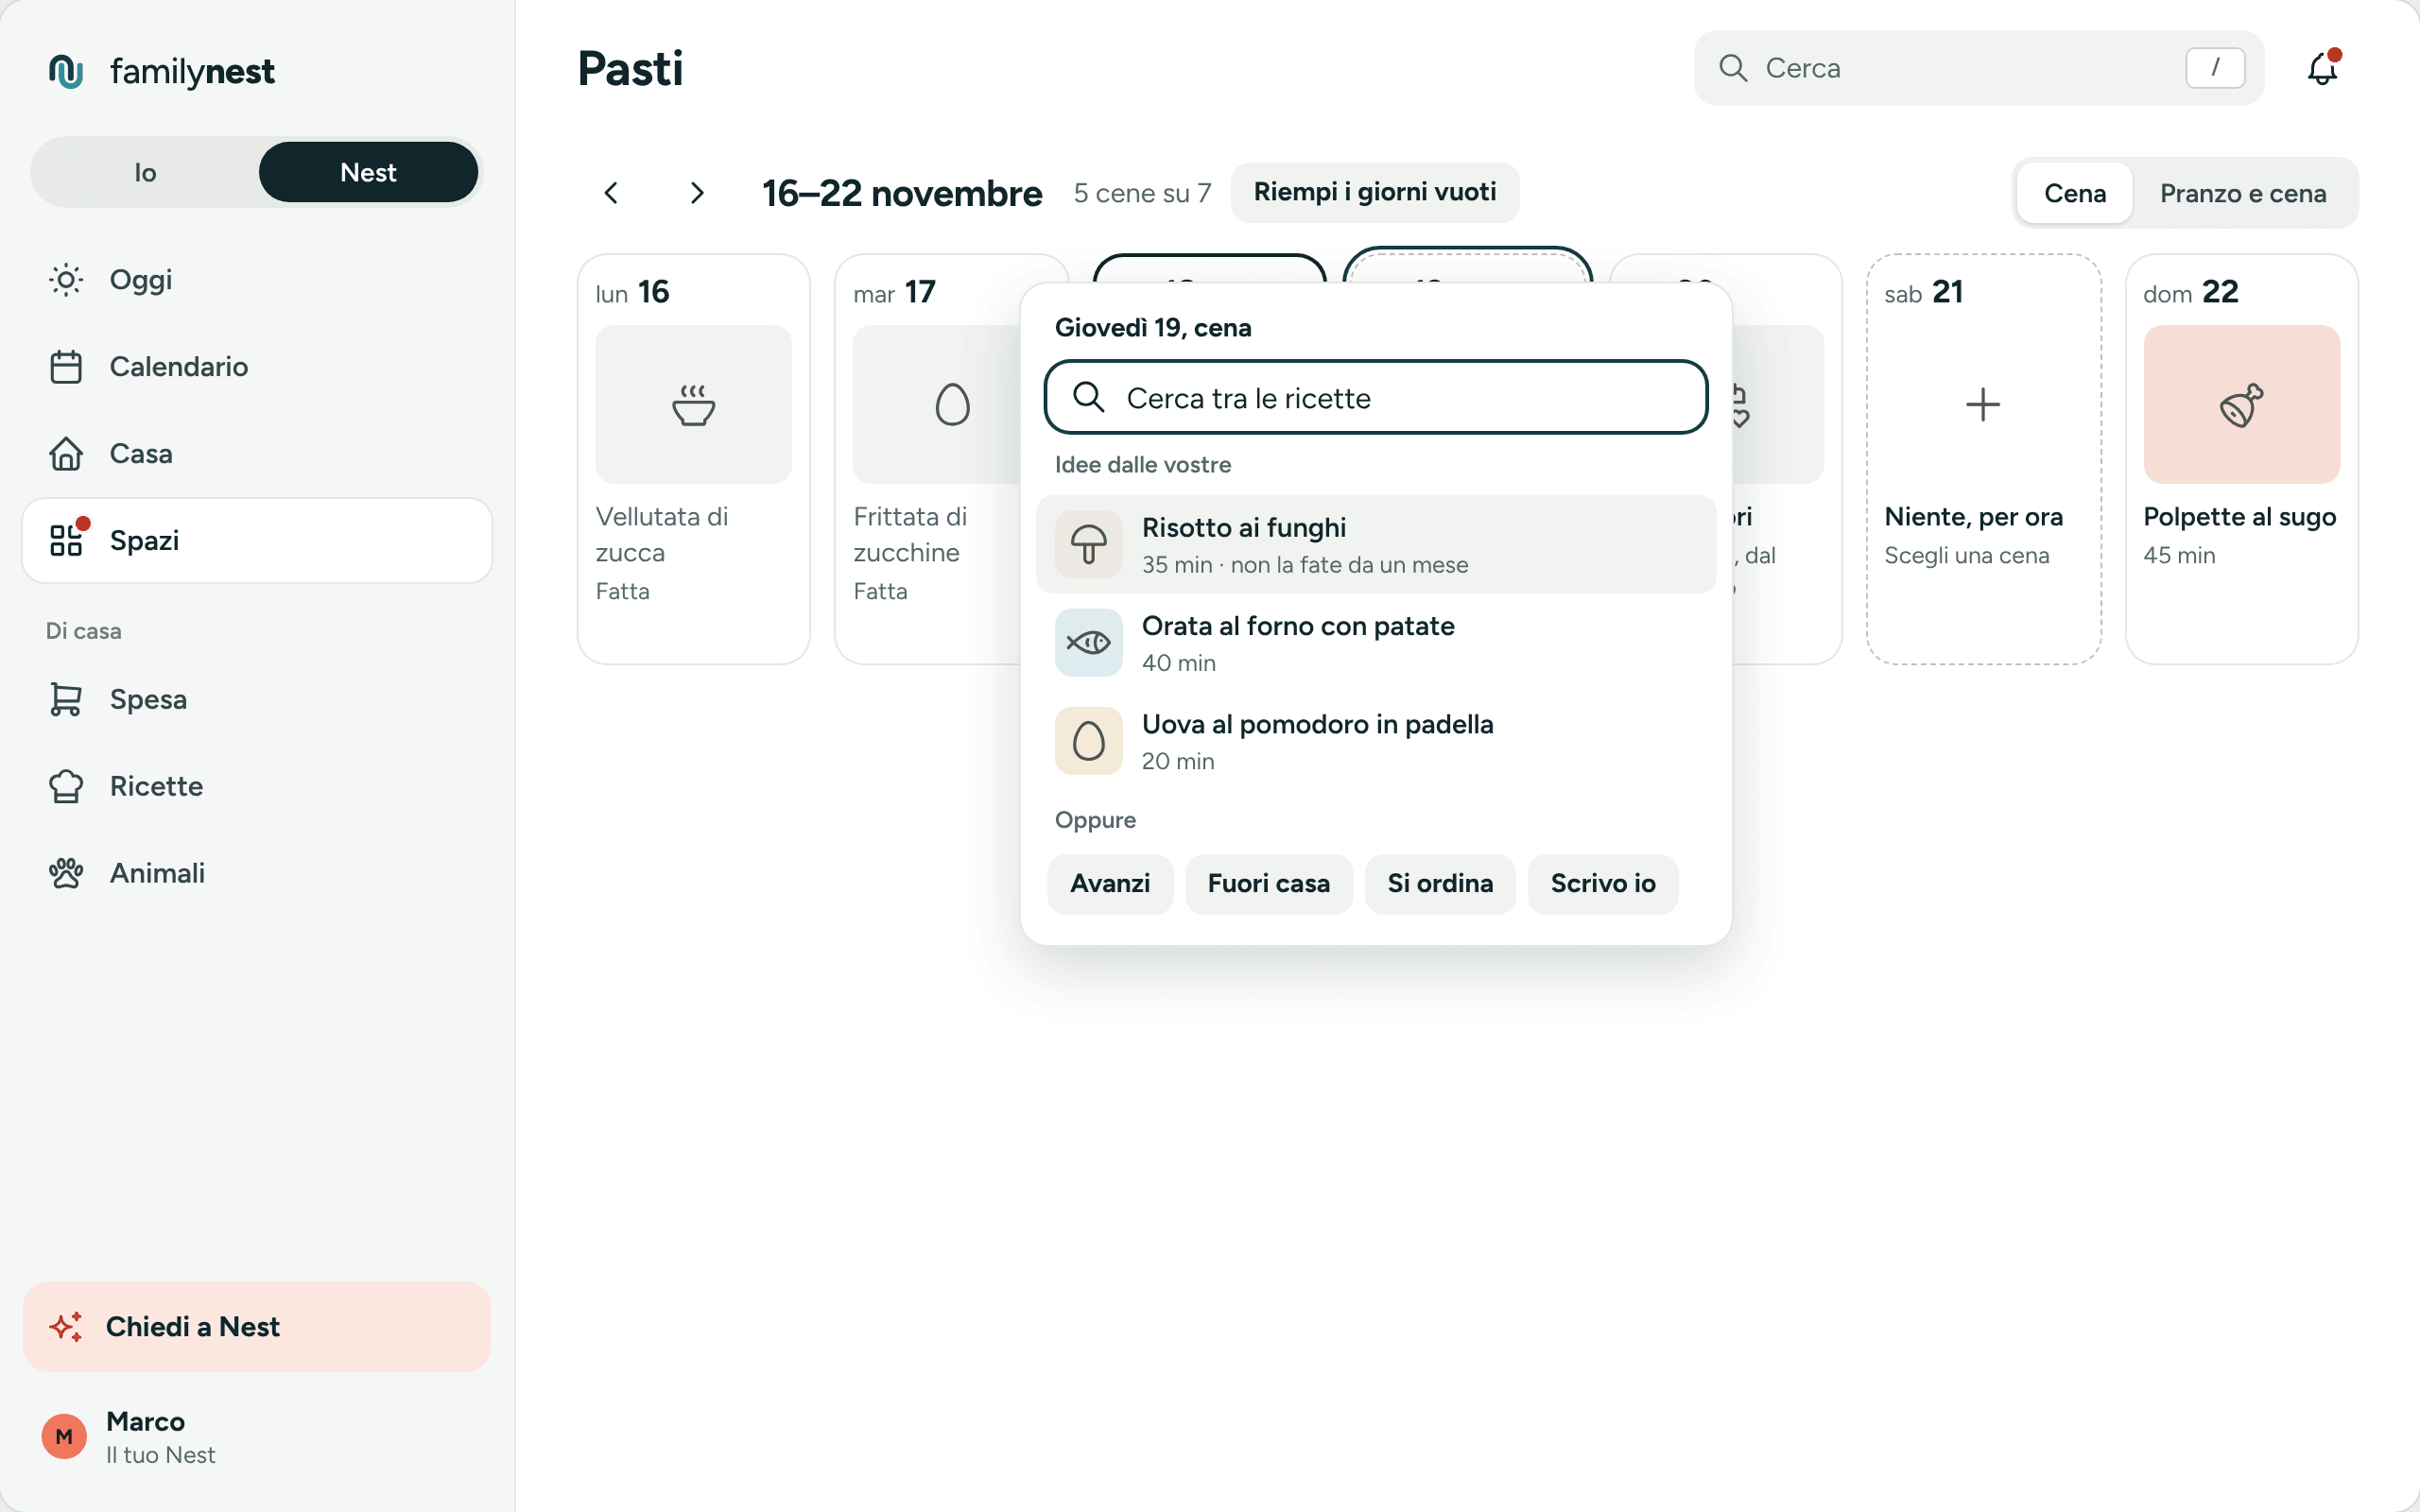 familynest
Io
Nest
Oggi
Calendario
Casa
Spazi
Di casa
Spesa
Ricette
Animali
Chiedi a Nest
M
Marco
Il tuo Nest
Pasti
Cerca
/
16–22 novembre
5 cene su 7
Riempi i giorni vuoti
Cena
Pranzo e cena
lun 16
Vellutata di
zucca
Fatta
mar 17
Frittata di
zucchine
Fatta
Giovedì 19, cena
Cerca tra le ricette
Idee dalle vostre
Risotto ai funghi
35 min · non la fate da un mese
Orata al forno con patate
40 min
Uova al pomodoro in padella
20 min
Oppure
Avanzi
Fuori casa
Si ordina
Scrivo io
, dal
sab 21
Niente, per ora
Scegli una cena
dom 22
Polpette al sugo
45 min